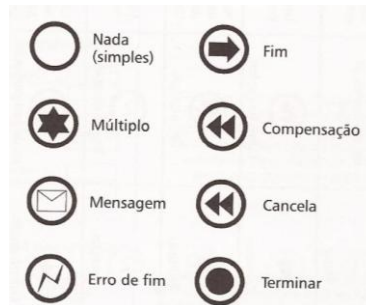 Nada
(simples)
Fim
Múltiplo
Compensação
Mensagem
Cancela
Erro de fim
Terminar